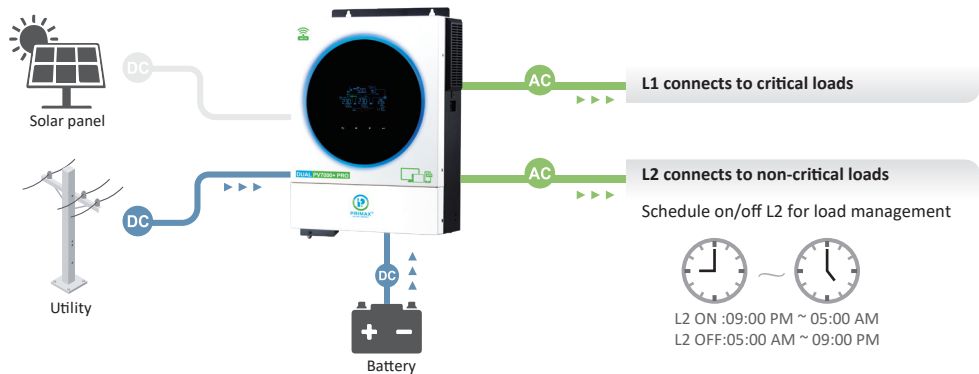 Solar panel
DC
DUAL PV7000+ PRO
PRIMAX
AC
L1 connects to critical loads
AC
L2 connects to non-critical loads
Schedule on/off L2 for load management
L2 ON :09:00 PM ~ 05:00 AM
L2 OFF:05:00 AM ~ 09:00 PM
DC
Utility
DC
Battery